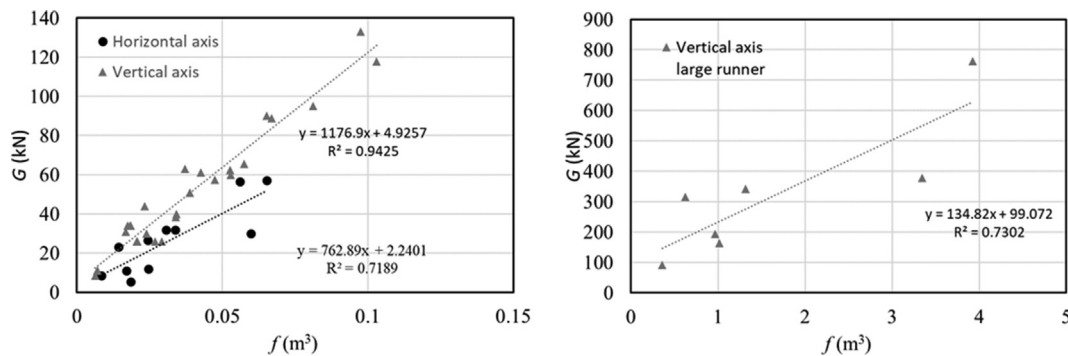 140
120
100
80
60
40
20
0
G (kN)
Horizontal axis
Vertical axis
y = 1176.9x + 4.9257
R² = 0.9425
y = 762.89x + 2.2401
R² = 0.7189
0 0.05 0.1 0.15
f (m³)
900
800
700
600
500
400
300
200
100
0
G (kN)
Vertical axis
large runner
y = 134.82x + 99.072
R² = 0.7302
0 1 2 3 4 5
f (m³)